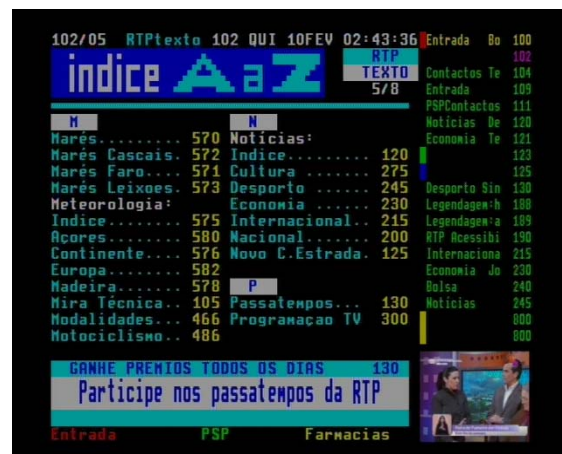 102/05 RTPtexto 102 QUI 10FEV 02:43:36
indice A a Z
RTP
TEXTO
5/8
M
Marés......... 570
Marés Cascais. 572
Marés Faro.... 571
Marés Leixoes. 573
Meteorologia:
Indice........ 575
Açores........ 580
Continente.... 576
Europa........ 582
Madeira....... 578
Mira Técnica.. 105
Modalidades... 466
Motociclismo.. 486
N
Notícias:
Indice......... 120
Cultura ....... 275
Desporto ...... 245
Economia ...... 230
Internacional.. 215
Nacional....... 200
Novo C.Estrada. 125
P
Passatempos... 130
Programaçao TV 300
GANHE PREMIOS TODOS OS DIAS 130
Participe nos passatempos da RTP
Entrada PSP Farmacias
Entrada Bo 100
102
Contactos Te 104
Entrada 109
PSPContactos 111
Notícias De 120
Economia Te 121
123
125
Desporto Sin 130
Legendagem:h 188
Legendagem:a 189
RTP Acessibi 190
Internaciona 215
Economia Jo 230
Bolsa 240
Notícias 245
800
800